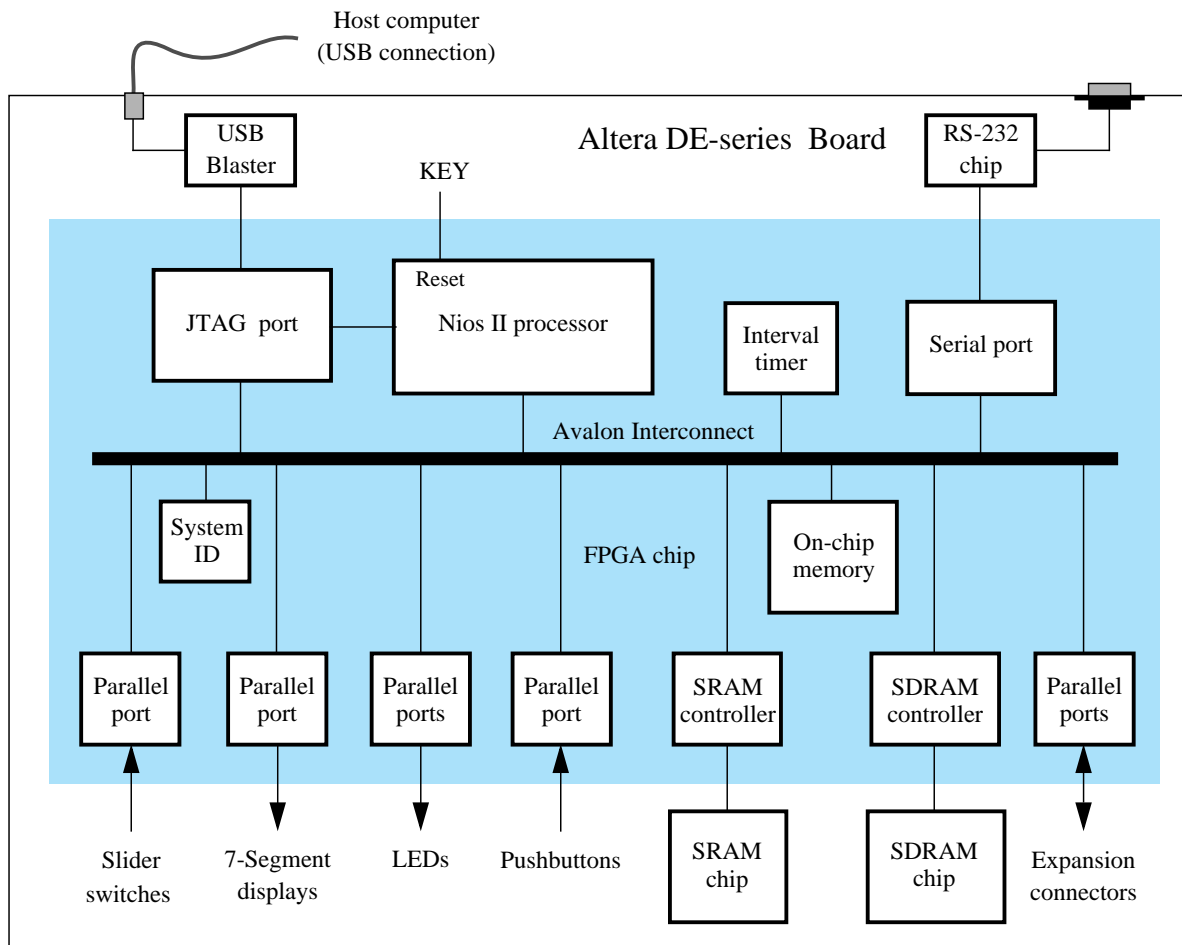 Host computer
(USB connection)
USB
Blaster
Altera DE-series Board
RS-232
chip
KEY
Reset
JTAG port
Nios II processor
Interval
timer
Serial port
Avalon Interconnect
System
ID
FPGA chip
On-chip
memory
Parallel
port
Parallel
port
Parallel
ports
Parallel
port
SRAM
controller
SDRAM
controller
Parallel
ports
Slider
switches
7-Segment
displays
LEDs
Pushbuttons
SRAM
chip
SDRAM
chip
Expansion
connectors